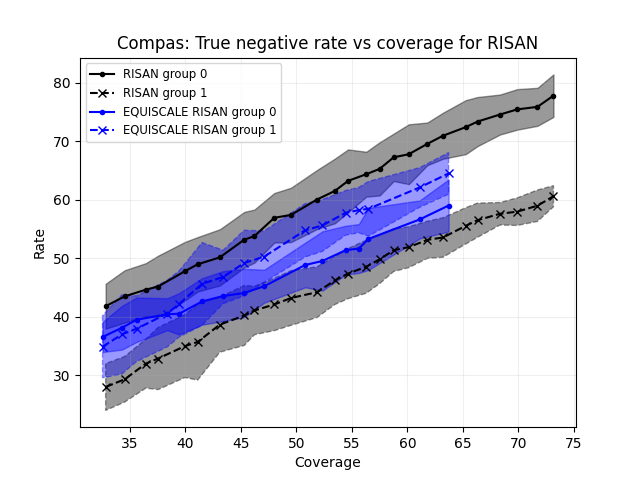 Compas: True negative rate vs coverage for RISAN
RISAN group 0
RISAN group 1
EQUISCALE RISAN group 0
EQUISCALE RISAN group 1
Rate
80
70
60
50
40
30
35 40 45 50 55 60 65 70 75
Coverage